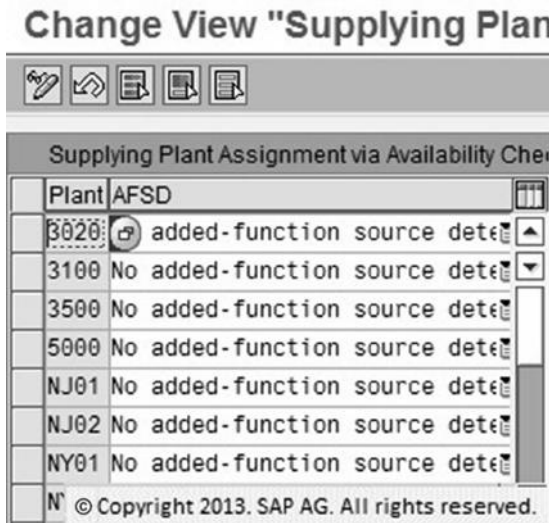 Change View "Supplying Plan
Supplying Plant Assignment via Availability Che
Plant AFSD
3020 added-function source dete
3100 No added-function source dete
3500 No added-function source dete
5000 No added-function source dete
NJ01 No added-function source dete
NJ02 No added-function source dete
NY01 No added-function source dete
N
© Copyright 2013. SAP AG. All rights reserved.